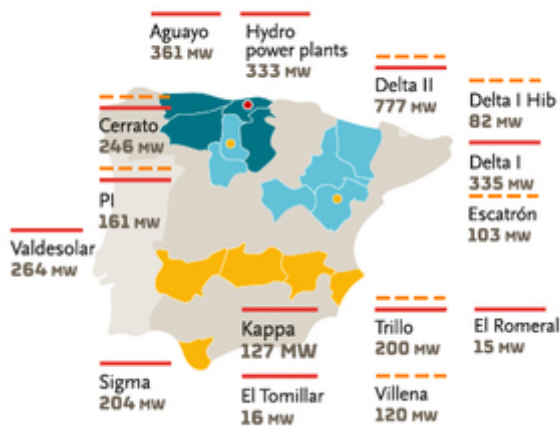 Aguayo
361 MW
Hydro
power plants
333 MW
Delta II
777 MW
Delta I Hib
82 MW
Cerrato
246 MW
Delta I
335 MW
PI
161 MW
Escatrón
103 MW
Valdesolar
264 MW
Kappa
127 MW
Trillo
200 MW
El Romeral
15 MW
Sigma
204 MW
El Tomillar
16 MW
Villena
120 MW